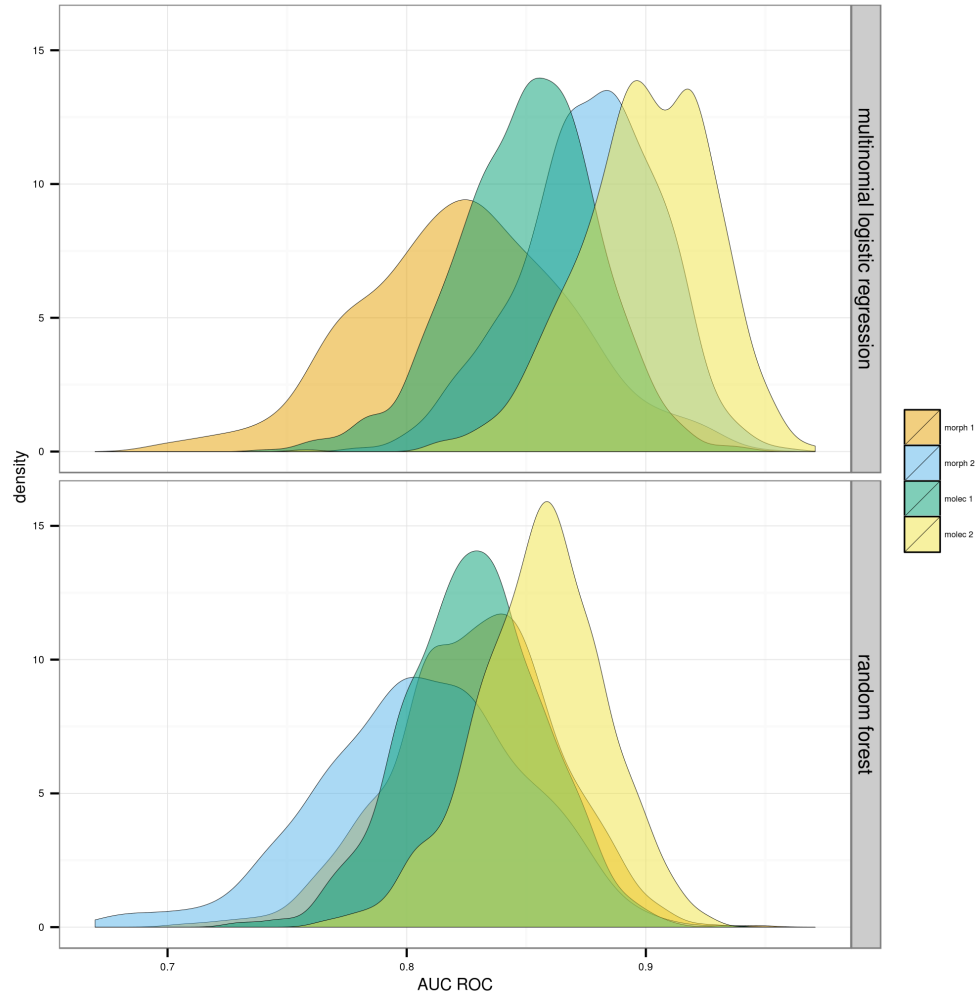 15
10
5
0
multinomial logistic regression
density
15
10
5
0
random forest
0.7
0.8
0.9
AUC ROC
morph 1
morph 2
molec 1
molec 2